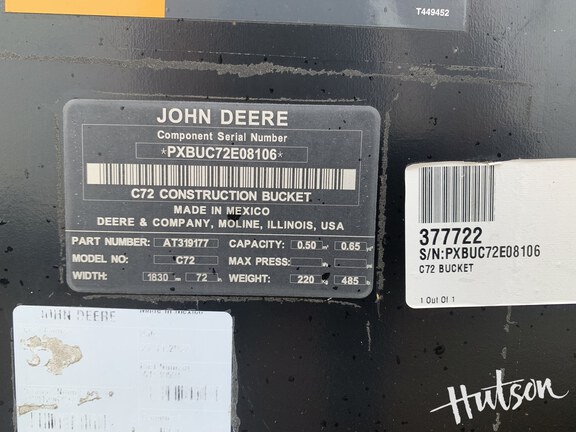 T449452
JOHN DEERE
Component Serial Number
*PXBUC72E08106*
C72 CONSTRUCTION BUCKET
MADE IN MEXICO
DEERE & COMPANY, MOLINE, ILLINOIS, USA
PART NUMBER: AT319177 CAPACITY: 0.50 m³ 0.65
MODEL NO: C72 MAX PRESS:
WIDTH: 1830 72 WEIGHT: 220 485
377722
S/N:PXBUC72E08106
C72 BUCKET
1 Out Of 1
JOHN DEERE
Hutson